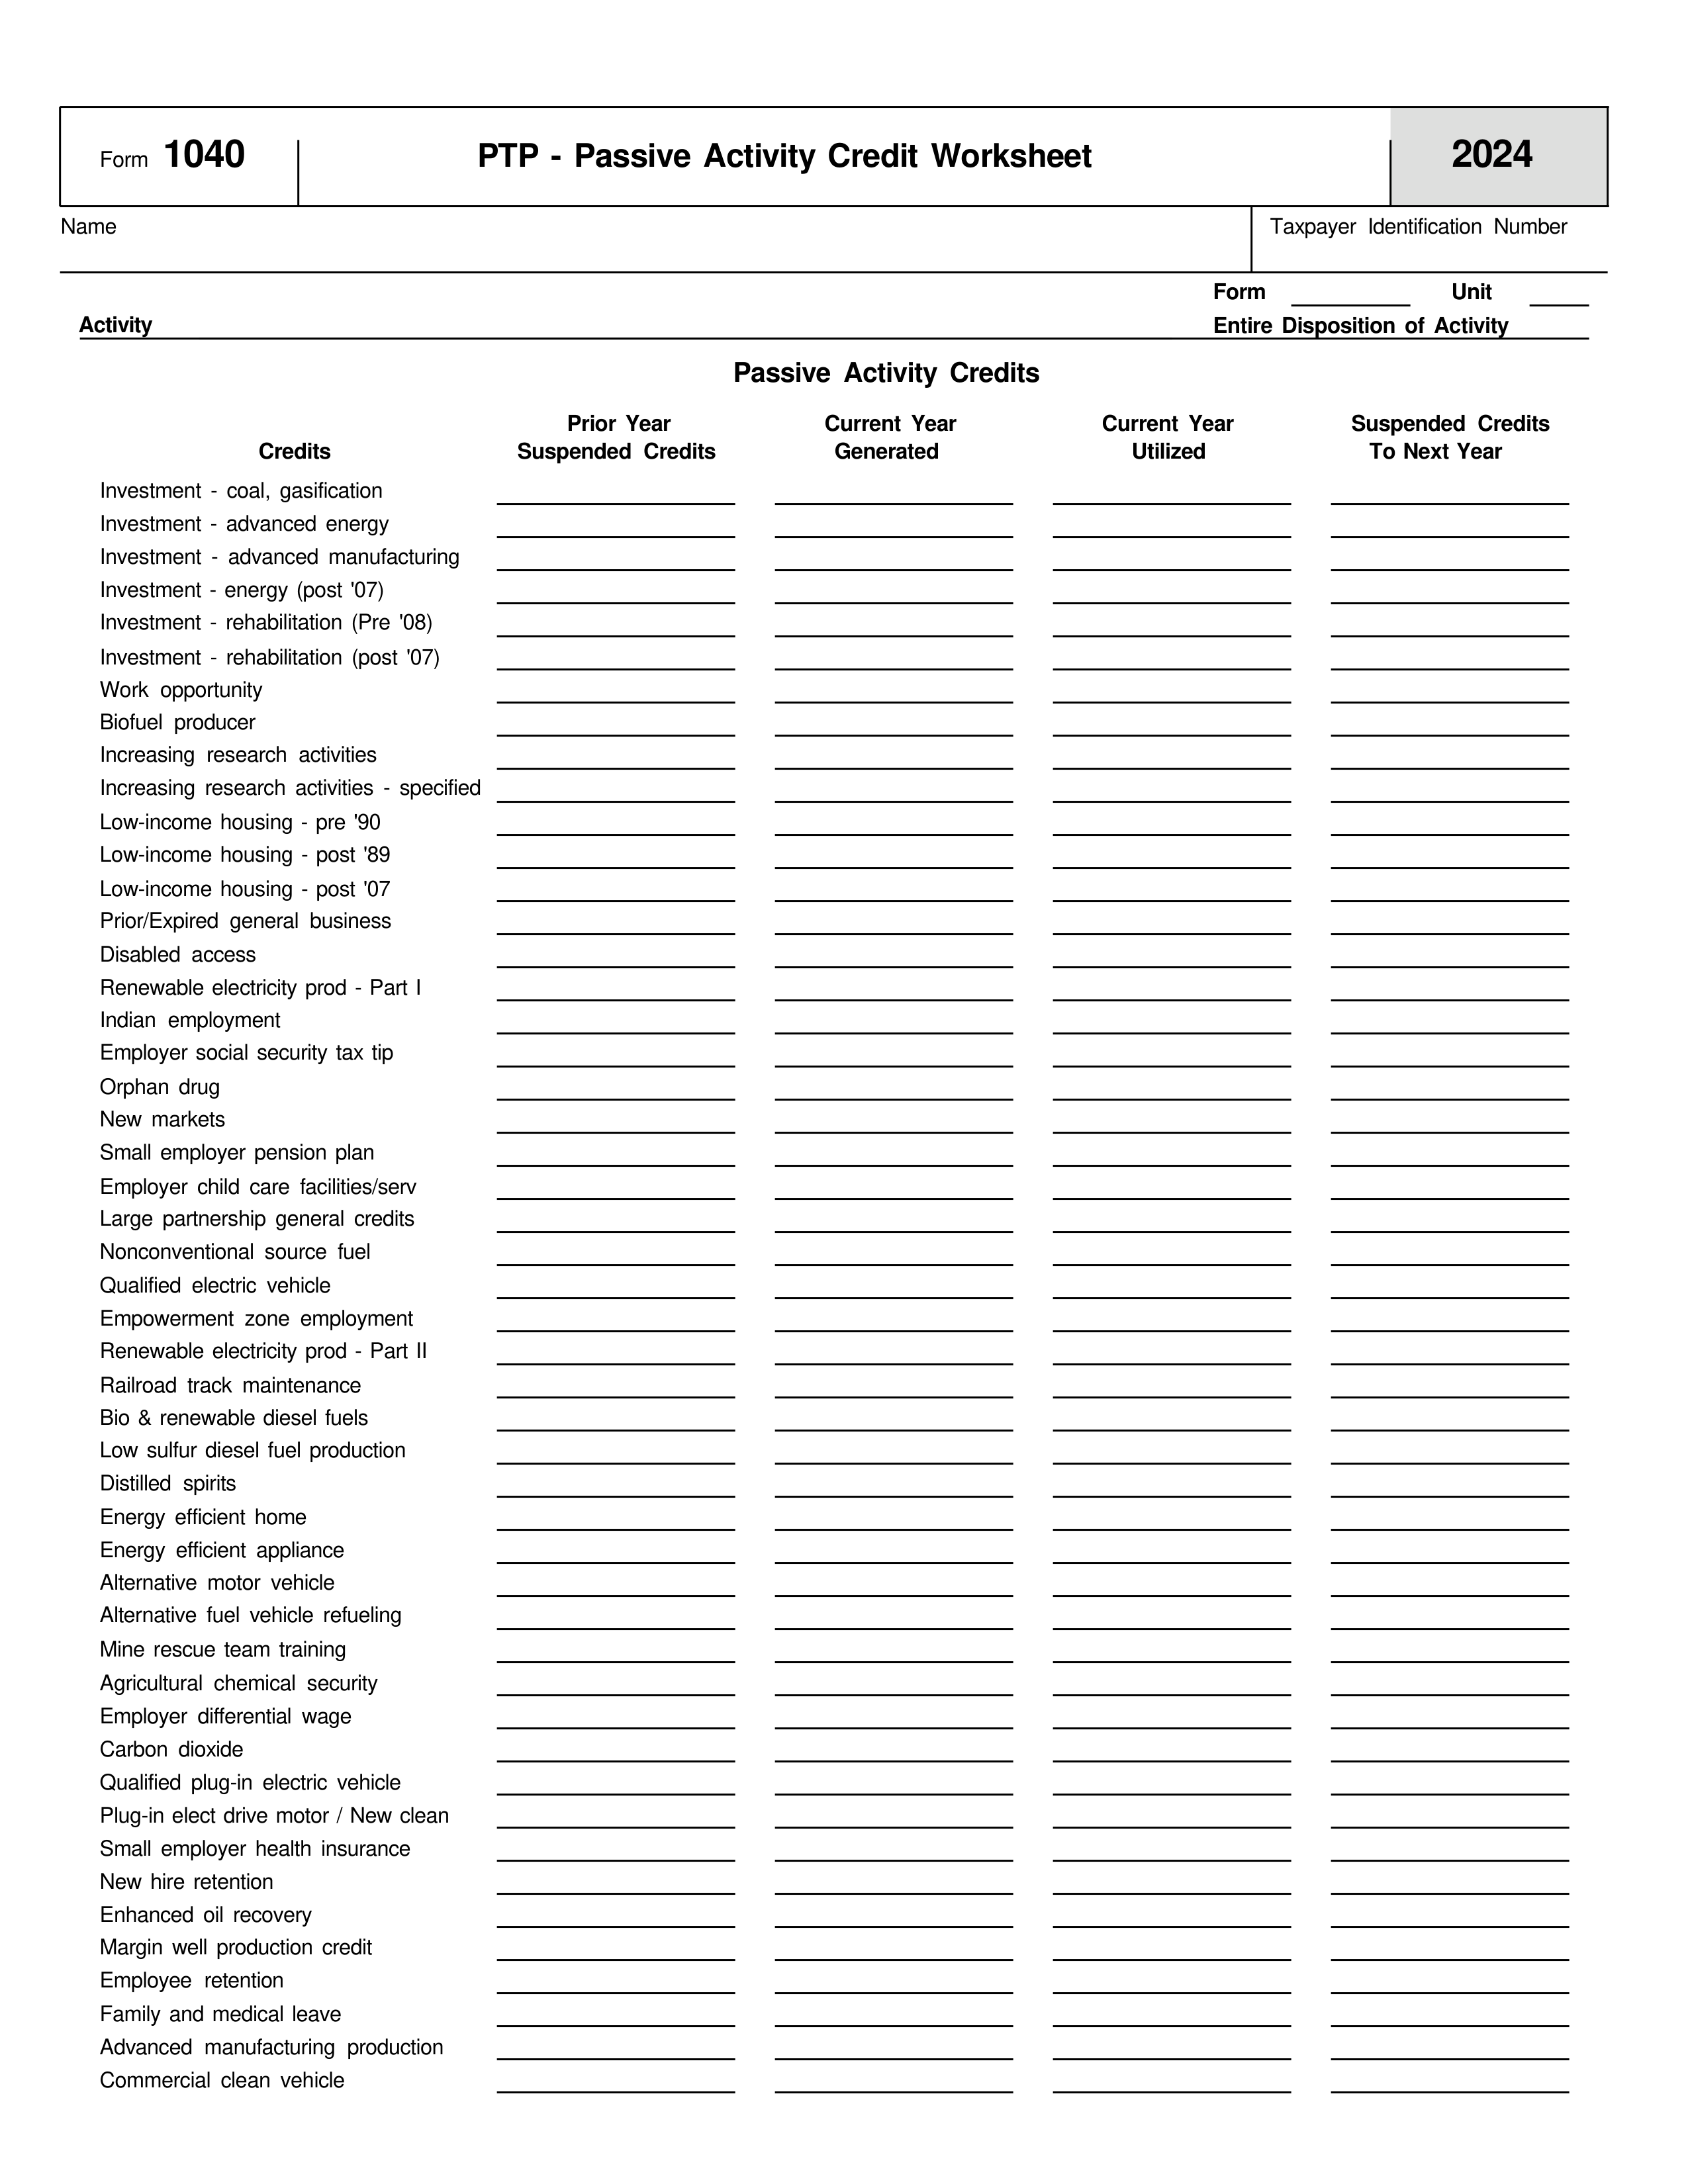 Form 1040 PTP - Passive Activity Credit Worksheet 2024
Name Taxpayer Identification Number
Form Unit
Activity Entire Disposition of Activity
Passive Activity Credits
Prior Year Current Year Current Year Suspended Credits
Credits Suspended Credits Generated Utilized To Next Year
Investment - coal, gasification
Investment - advanced energy
Investment - advanced manufacturing
Investment - energy (post '07)
Investment - rehabilitation (Pre '08)
Investment - rehabilitation (post '07)
Work opportunity
Biofuel producer
Increasing research activities
Increasing research activities - specified
Low-income housing - pre '90
Low-income housing - post '89
Low-income housing - post '07
Prior/Expired general business
Disabled access
Renewable electricity prod - Part I
Indian employment
Employer social security tax tip
Orphan drug
New markets
Small employer pension plan
Employer child care facilities/serv
Large partnership general credits
Nonconventional source fuel
Qualified electric vehicle
Empowerment zone employment
Renewable electricity prod - Part II
Railroad track maintenance
Bio & renewable diesel fuels
Low sulfur diesel fuel production
Distilled spirits
Energy efficient home
Energy efficient appliance
Alternative motor vehicle
Alternative fuel vehicle refueling
Mine rescue team training
Agricultural chemical security
Employer differential wage
Carbon dioxide
Qualified plug-in electric vehicle
Plug-in elect drive motor / New clean
Small employer health insurance
New hire retention
Enhanced oil recovery
Margin well production credit
Employee retention
Family and medical leave
Advanced manufacturing production
Commercial clean vehicle